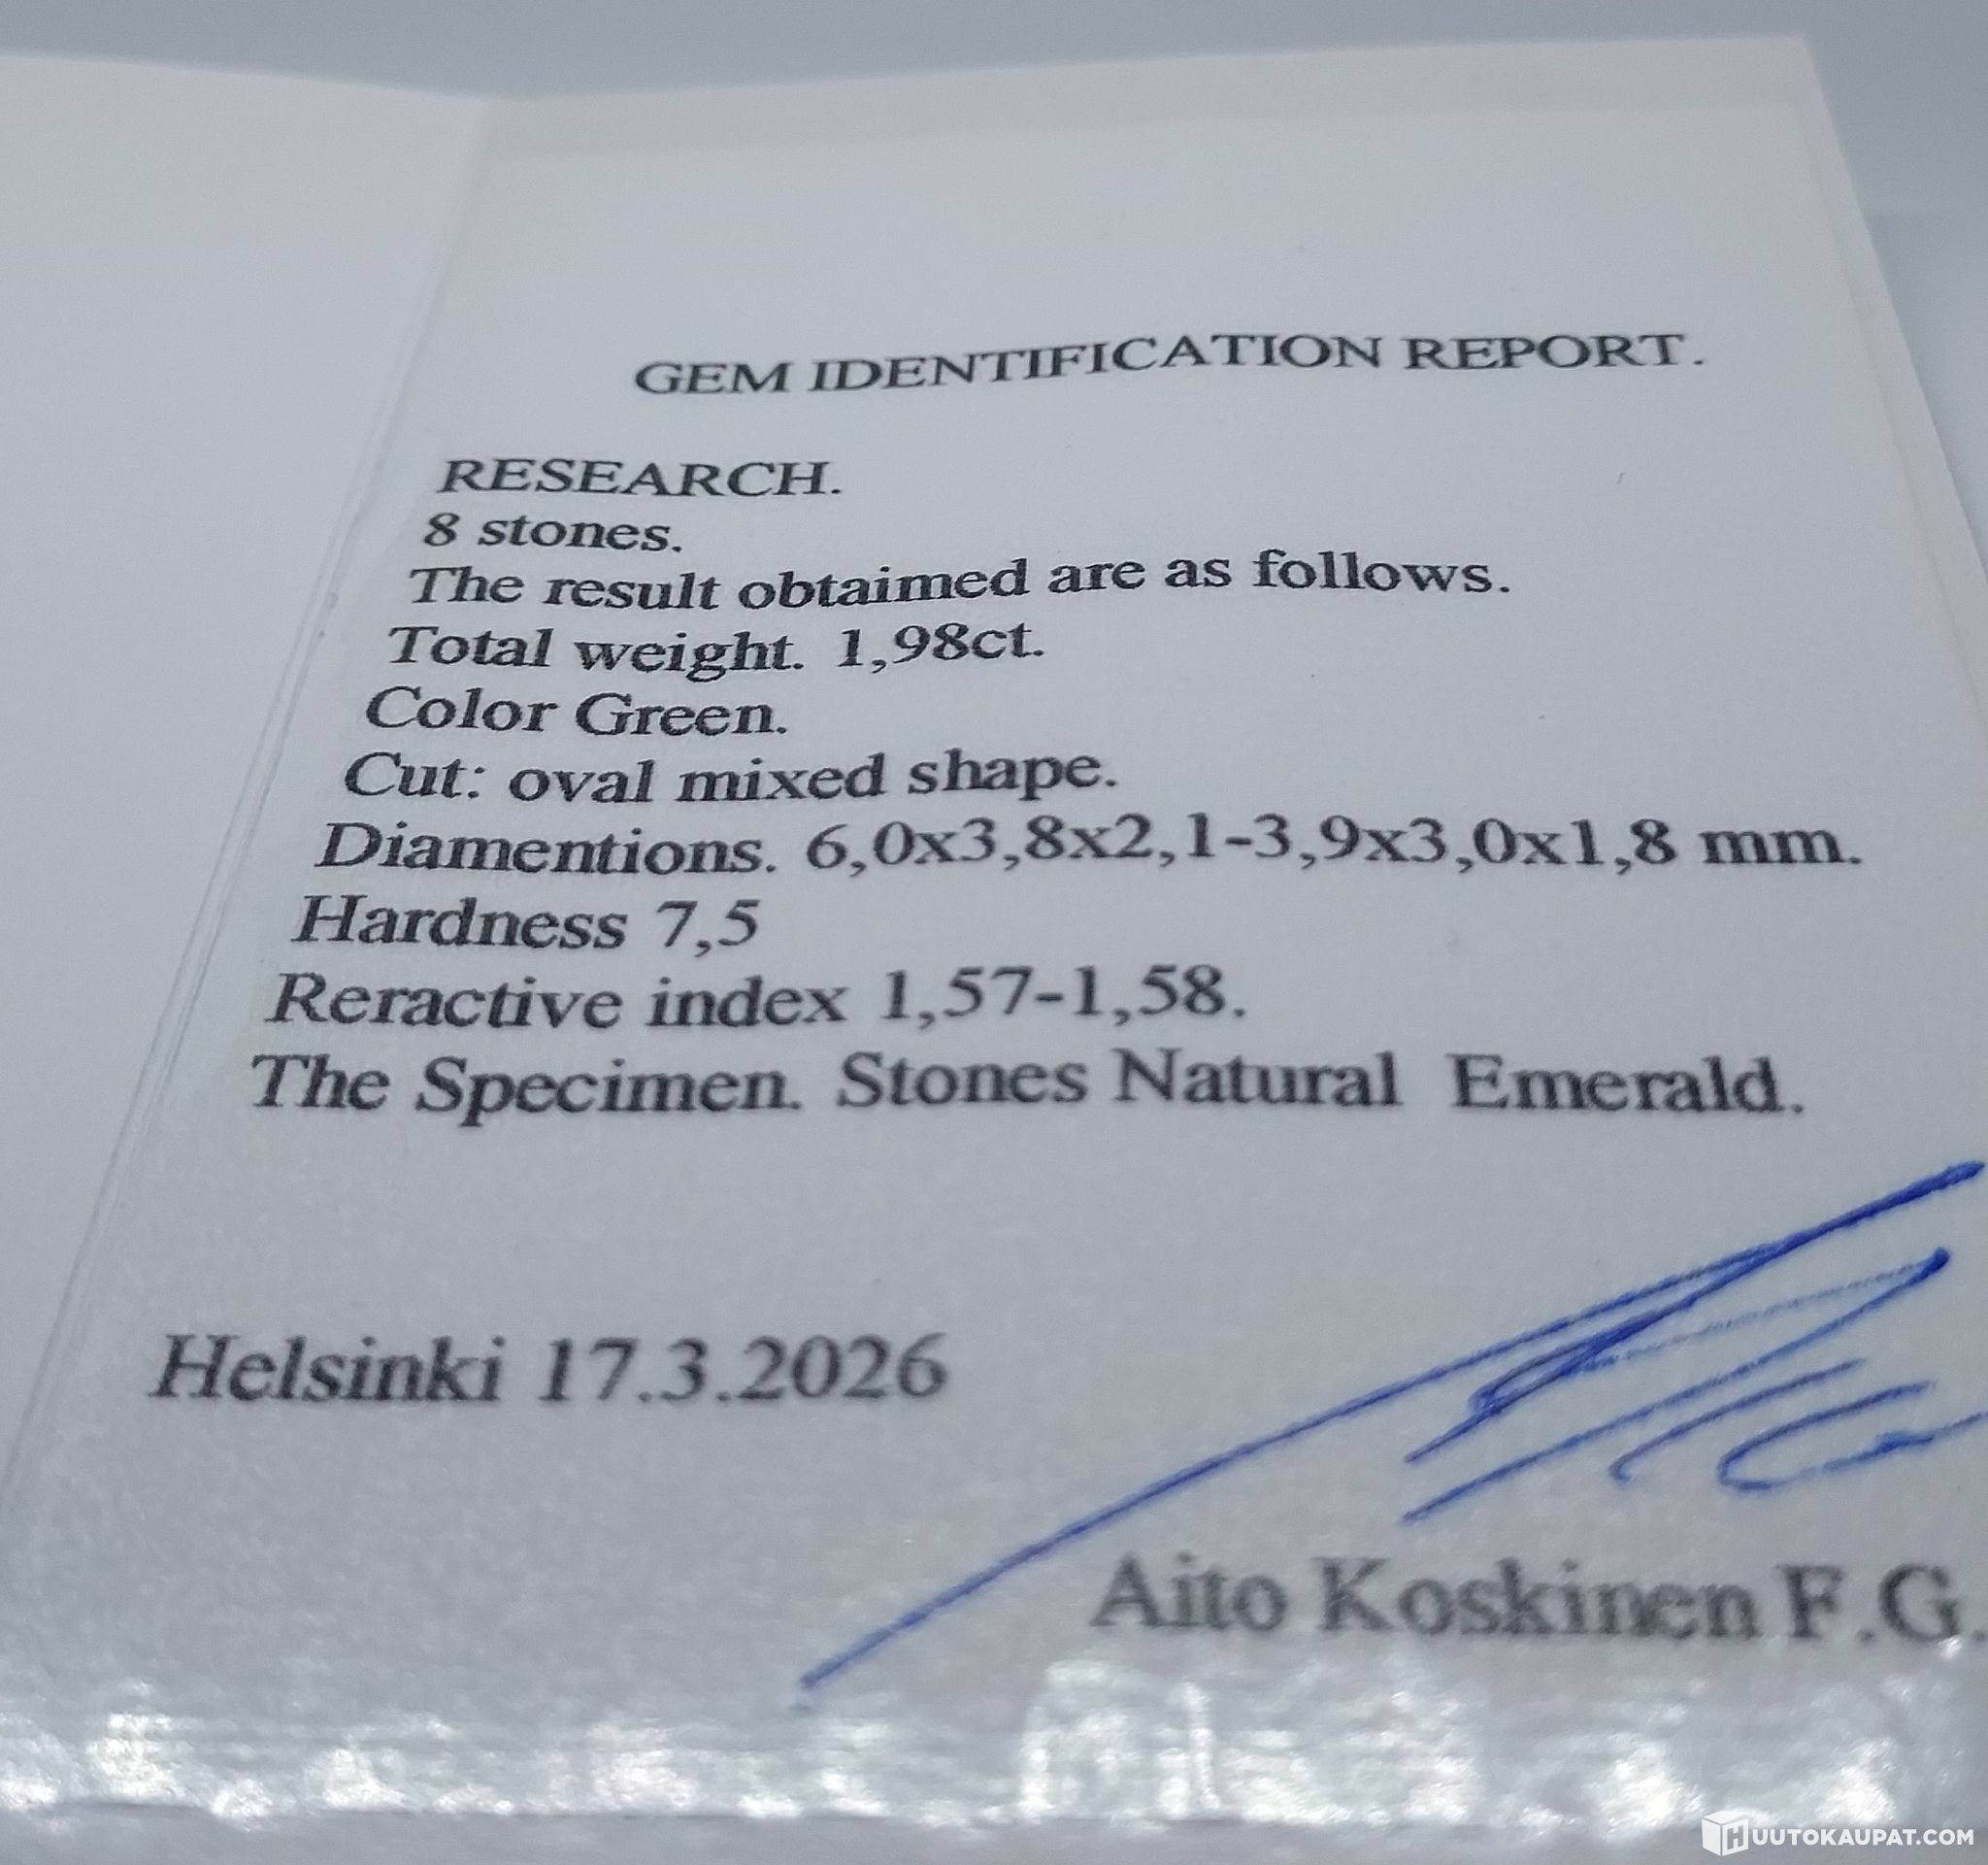 GEM IDENTIFICATION REPORT.
RESEARCH.
8 stones.
The result obtaimed are as follows.
Total weight. 1,98ct.
Color Green.
Cut: oval mixed shape.
Diamentions. 6,0x3,8x2,1-3,9x3,0x1,8 mm.
Hardness 7,5
Reractive index 1,57-1,58.
The Specimen. Stones Natural Emerald.
Helsinki 17.3.2026
Aito Koskinen F.G.
HUUTOKAUPAT.COM